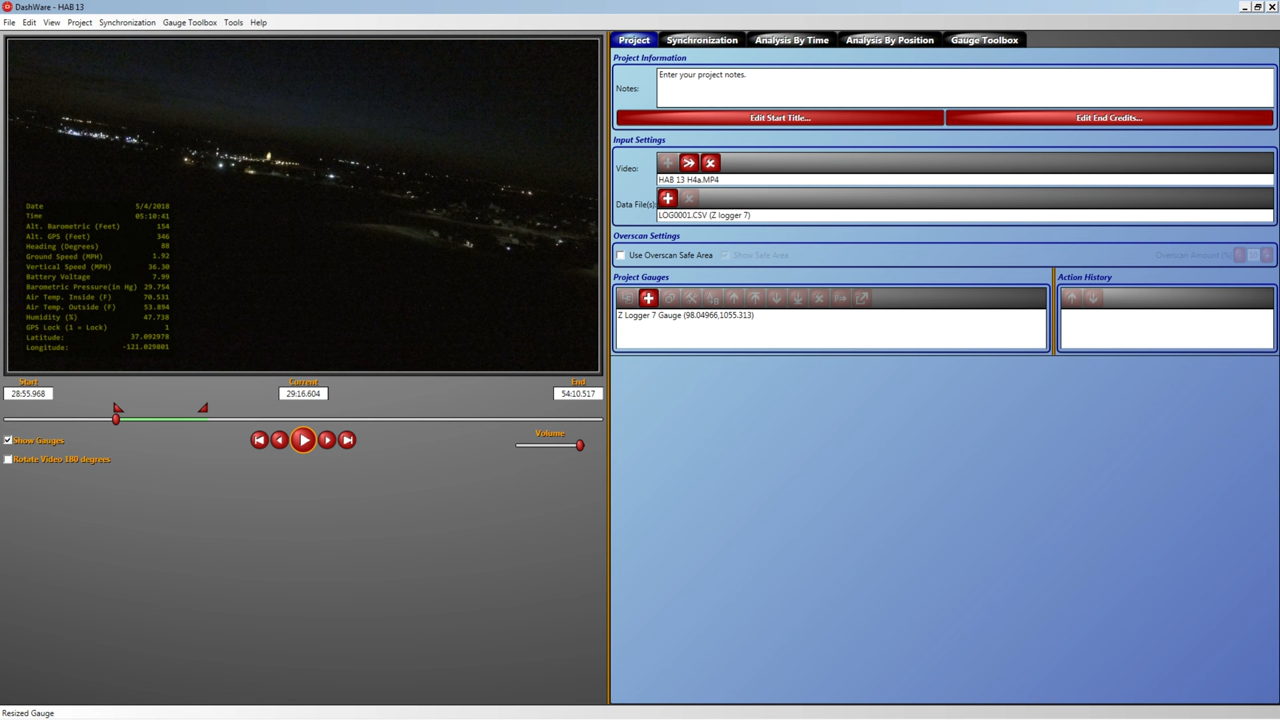 DashWare - HAB 13
File Edit View Project Synchronization Gauge Toolbox Tools Help
Date 5/4/2018
Time 05:10:41
Alt. Barometric (Feet) 154
Alt. GPS (Feet) 346
Heading (Degrees) 88
Ground Speed (MPH) 1.92
Vertical Speed (MPH) 36.30
Battery Voltage 7.99
Barometric Pressure(in Hg) 29.754
Air Temp. Inside (F) 70.531
Air Temp. Outside (F) 53.894
Humidity (%) 47.738
GPS Lock (1 = Lock) 1
Latitude: 37.092978
Longitude: -121.029801
Start Current End
28:55.968 29:16.604 54:10.517
Show Gauges
Volume
Rotate Video 180 degrees
Project Synchronization Analysis By Time Analysis By Position Gauge Toolbox
Project Information
Notes: Enter your project notes.
Edit Start Title... Edit End Credits...
Input Settings
Video:
HAB 13 H4a.MP4
Data File(s):
LOG0001.CSV (Z logger 7)
Overscan Settings
Use Overscan Safe Area Show Safe Area Overscan Amount (%) 10
Project Gauges Action History
Z Logger 7 Gauge (98.04966,1055.313)
Resized Gauge